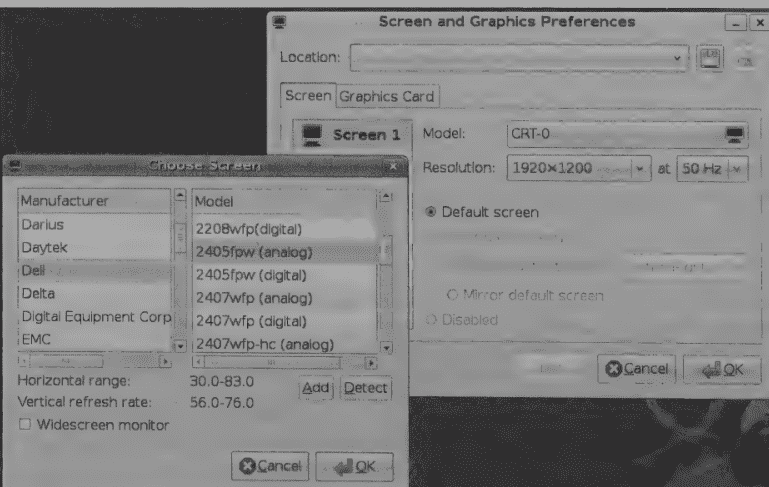 Screen and Graphics Preferences
Location:
Screen
Graphics Card
Screen 1
Model:
CRT-0
Resolution:
1920×1200
at
50 Hz
Default screen
Mirror default screen
Disabled
Cancel
OK
Choose Screen
Manufacturer
Darius
Daytek
Dell
Delta
Digital Equipment Corp
EMC
Model
2208wfp(digital)
2405fpw (analog)
2405fpw (digital)
2407wfp (analog)
2407wfp (digital)
2407wfp-hc (analog)
Horizontal range:
30.0-83.0
Vertical refresh rate:
56.0-76.0
Add
Detect
Widescreen monitor
Cancel
OK